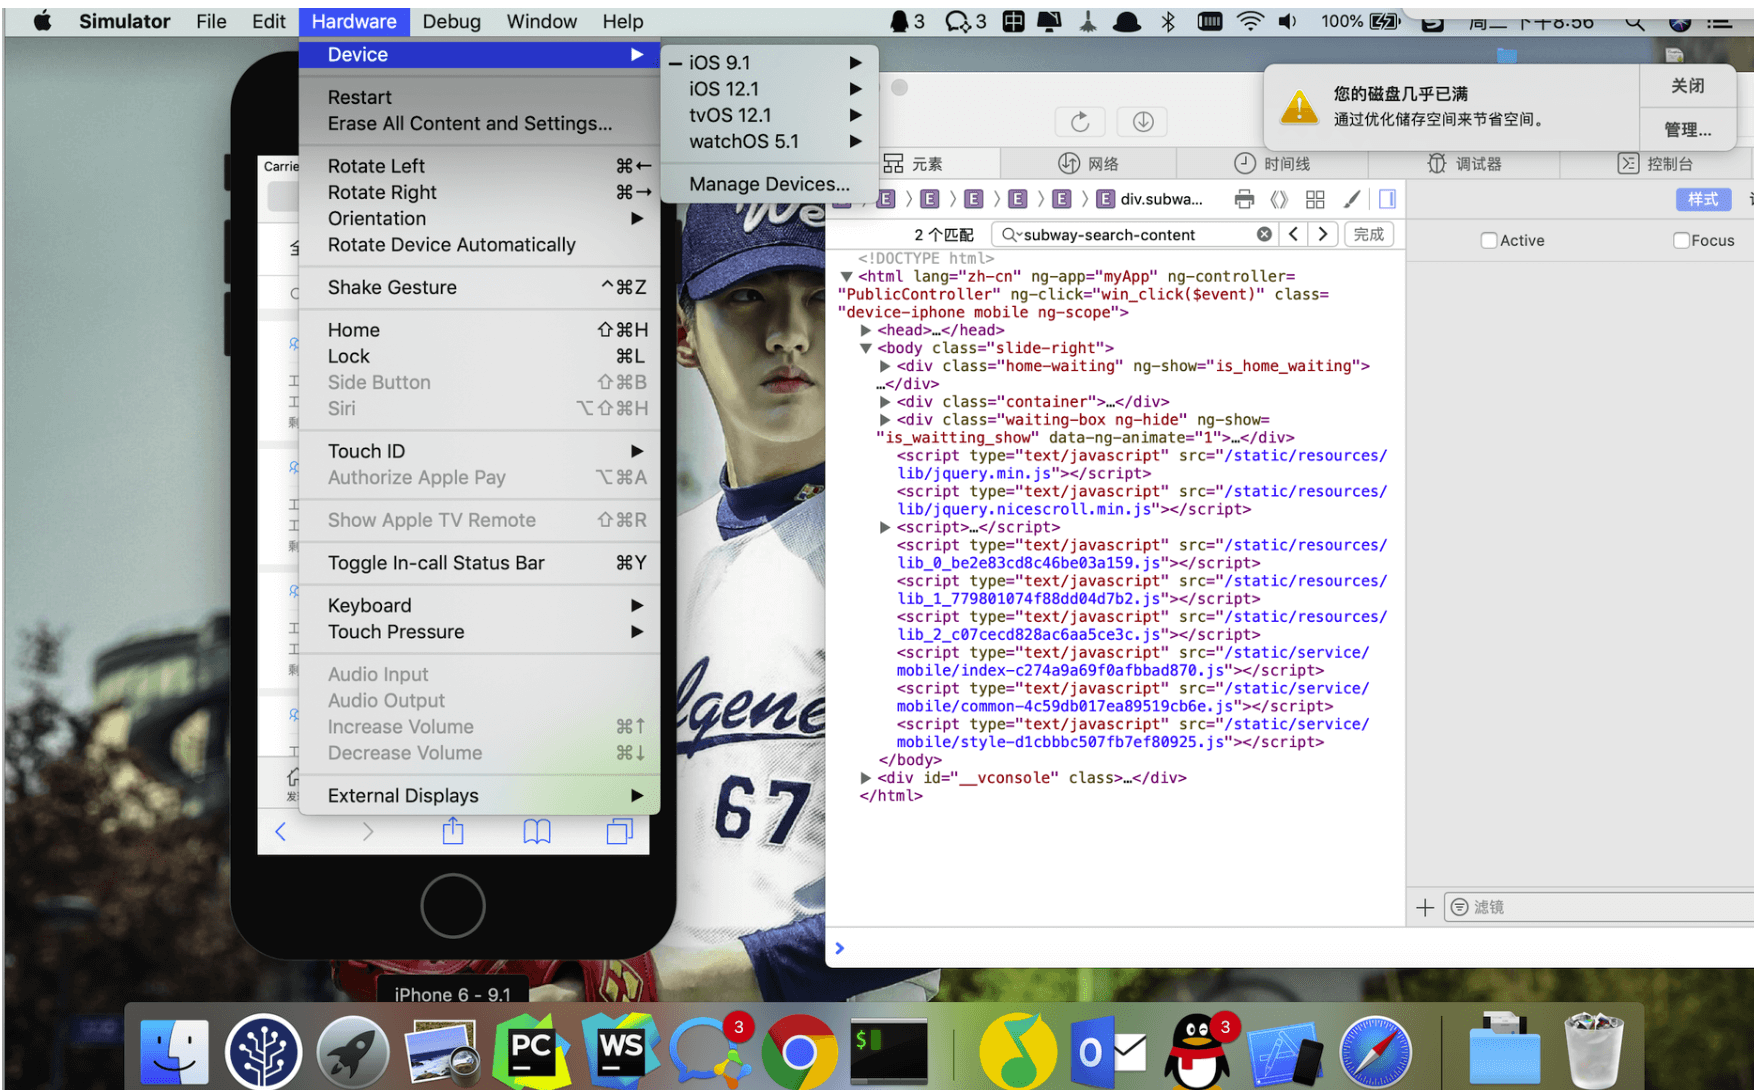 Simulator File Edit Hardware Debug Window Help
3 3 中 100% 周二 下午8:56
Device
Restart
Erase All Content and Settings...
Rotate Left ⌘←
Rotate Right ⌘→
Orientation
Rotate Device Automatically
Shake Gesture ^⌘Z
Home ⇧⌘H
Lock ⌘L
Side Button ⇧⌘B
Siri ⌥⇧⌘H
Touch ID
Authorize Apple Pay ⌥⌘A
Show Apple TV Remote ⇧⌘R
Toggle In-call Status Bar ⌘Y
Keyboard
Touch Pressure
Audio Input
Audio Output
Increase Volume ⌘↑
Decrease Volume ⌘↓
External Displays
iOS 9.1
iOS 12.1
tvOS 12.1
watchOS 5.1
Manage Devices...
Carrie
iPhone 6 - 9.1
67
您的磁盘几乎已满
通过优化储存空间来节省空间。
关闭
管理...
元素 网络 时间线 调试器 控制台
E E E E E E div.subwa...
样式
2 个匹配 subway-search-content 完成
Active Focus
<!DOCTYPE html>
<html lang="zh-cn" ng-app="myApp" ng-controller=
"PublicController" ng-click="win_click($event)" class=
"device-iphone mobile ng-scope">
<head>…</head>
<body class="slide-right">
<div class="home-waiting" ng-show="is_home_waiting">
…</div>
<div class="container">…</div>
<div class="waiting-box ng-hide" ng-show=
"is_waitting_show" data-ng-animate="1">…</div>
<script type="text/javascript" src="/static/resources/
lib/jquery.min.js"></script>
<script type="text/javascript" src="/static/resources/
lib/jquery.nicescroll.min.js"></script>
<script>…</script>
<script type="text/javascript" src="/static/resources/
lib_0_be2e83cd8c46be03a159.js"></script>
<script type="text/javascript" src="/static/resources/
lib_1_779801074f88dd04d7b2.js"></script>
<script type="text/javascript" src="/static/resources/
lib_2_c07cecd828ac6aa5ce3c.js"></script>
<script type="text/javascript" src="/static/service/
mobile/index-c274a9a69f0afbbad870.js"></script>
<script type="text/javascript" src="/static/service/
mobile/common-4c59db017ea89519cb6e.js"></script>
<script type="text/javascript" src="/static/service/
mobile/style-d1cbbbc507fb7ef80925.js"></script>
</body>
<div id="__vconsole" class>…</div>
</html>
滤镜
PC WS 3 $ O 3